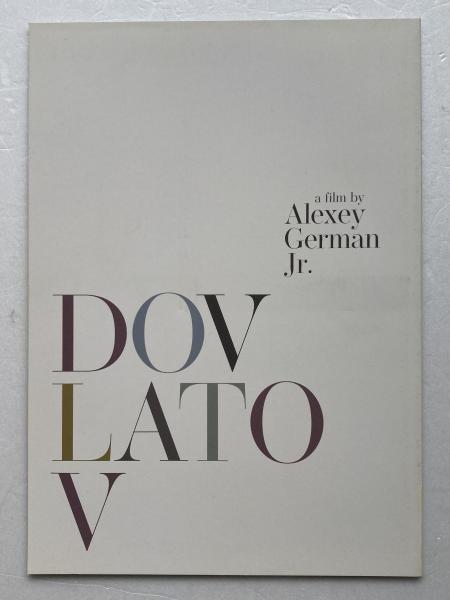 a film by
Alexey
German
Jr.
DOV
LATO
V